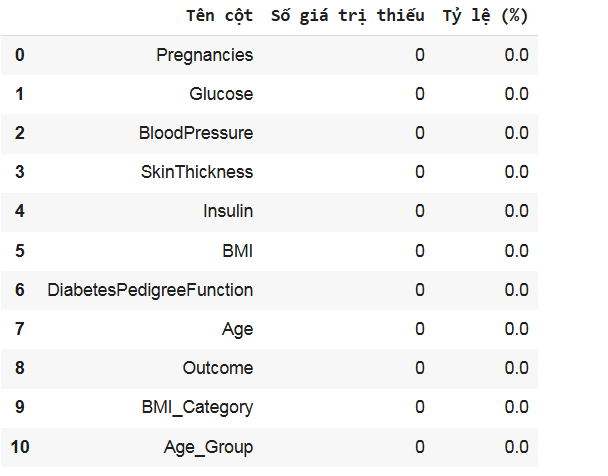 Tên cột Số giá trị thiếu Tỷ lệ (%)
0 Pregnancies 0 0.0
1 Glucose 0 0.0
2 BloodPressure 0 0.0
3 SkinThickness 0 0.0
4 Insulin 0 0.0
5 BMI 0 0.0
6 DiabetesPedigreeFunction 0 0.0
7 Age 0 0.0
8 Outcome 0 0.0
9 BMI_Category 0 0.0
10 Age_Group 0 0.0